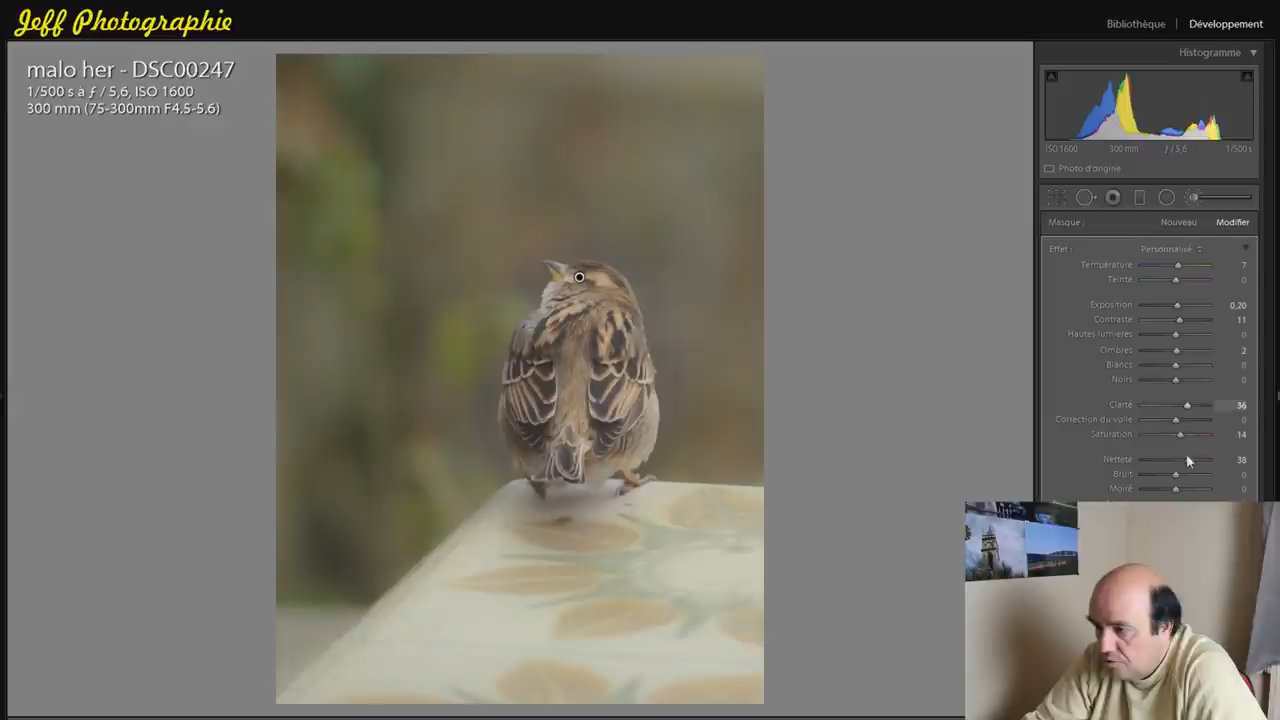 Jeff Photographie
Bibliothèque | Développement
Histogramme
malo her - DSC00247
1/500 s à ƒ / 5,6, ISO 1600
300 mm (75-300mm F4.5-5.6)
ISO 1600 300 mm ƒ / 5,6 1/500 s
Photo d'origine
Masque : Nouveau Modifier
Effet : Personnalisé
Température 7
Teinte 0
Exposition 0,20
Contraste 11
Hautes lumières 0
Ombres 2
Blancs 0
Noirs 0
Clarté 36
Correction du voile 0
Saturation 14
Netteté 38
Bruit 0
Moiré 0